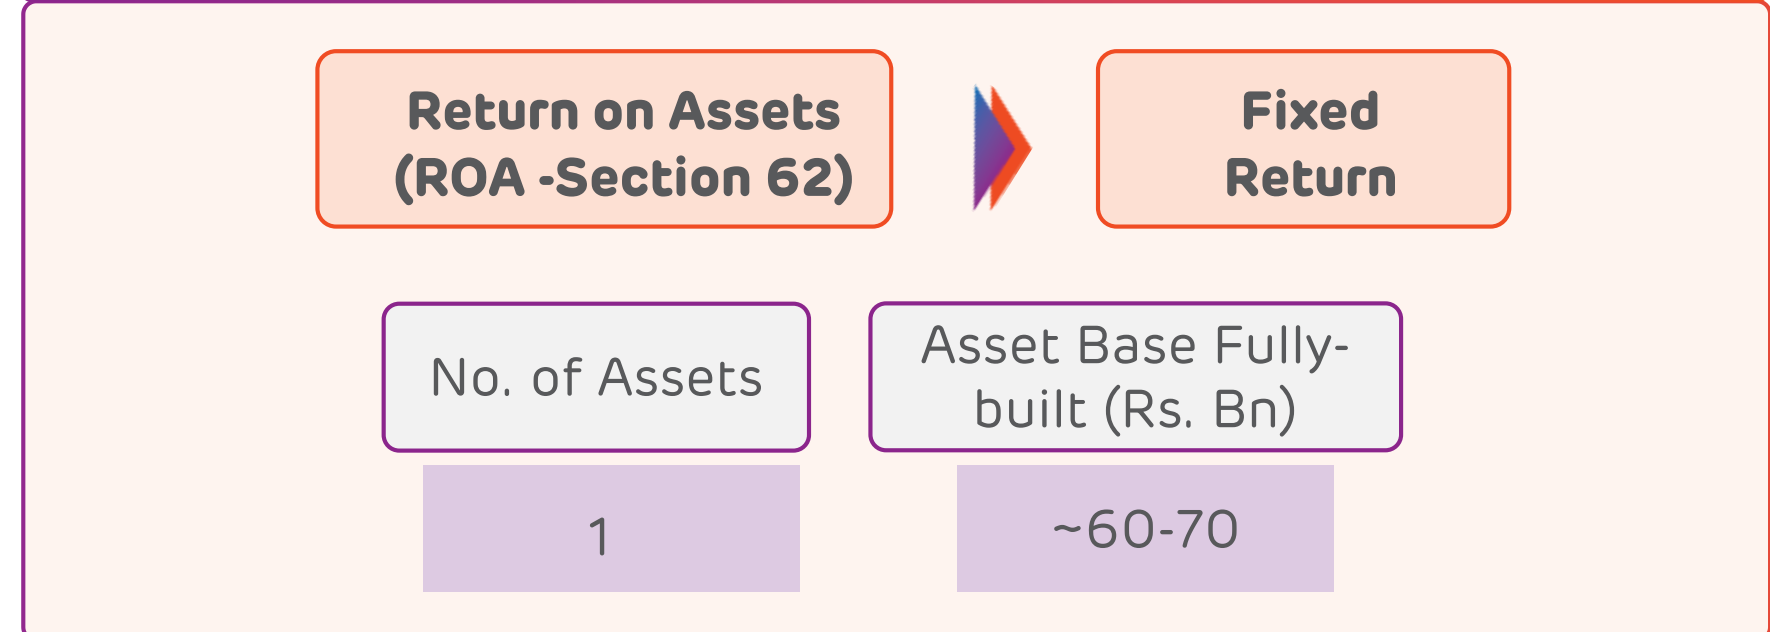 Return on Assets
(ROA -Section 62)
Fixed
Return
No. of Assets
Asset Base Fully-
built (Rs. Bn)
1
~60-70